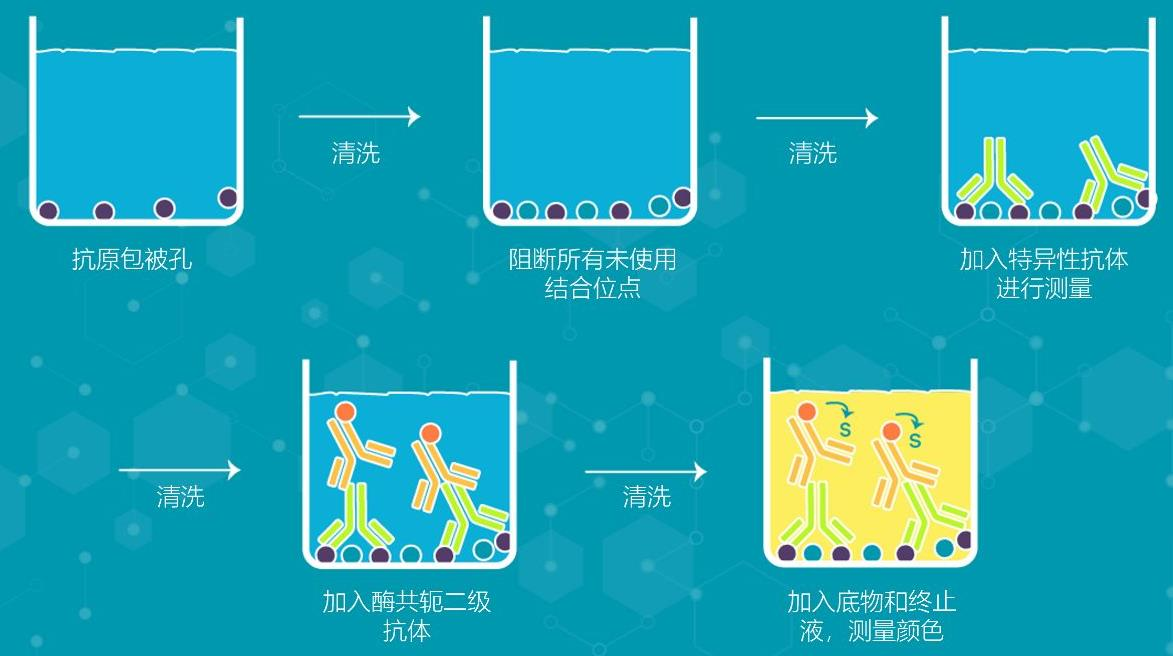 清洗
清洗
抗原包被孔
阻断所有未使用
结合位点
加入特异性抗体
进行测量
S
S
清洗
清洗
加入酶共轭二级
抗体
加入底物和终止
液，测量颜色